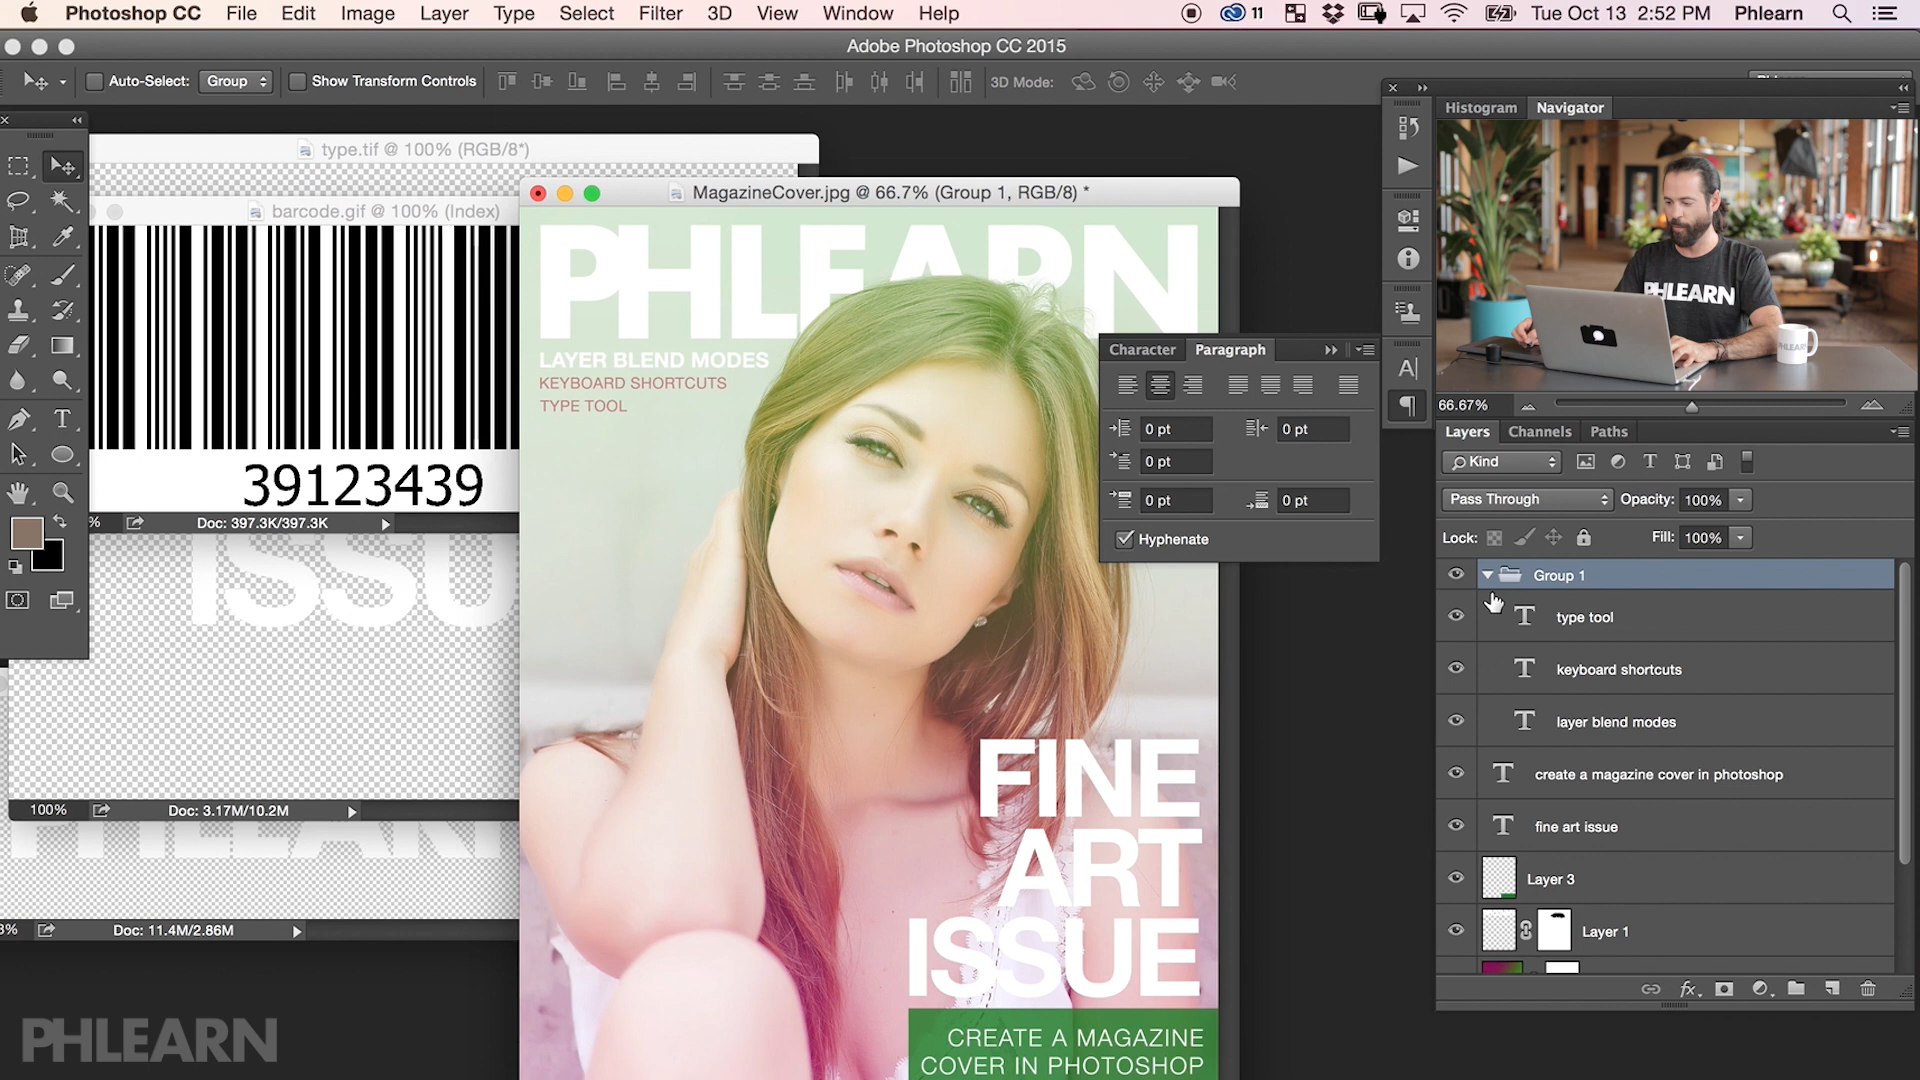 Photoshop CC File Edit Image Layer Type Select Filter 3D View Window Help 11 Tue Oct 13 2:52 PM Phlearn
Adobe Photoshop CC 2015
Auto-Select: Group Show Transform Controls 3D Mode:
Histogram Navigator
type.tif @ 100% (RGB/8*)
MagazineCover.jpg @ 66.7% (Group 1, RGB/8) *
barcode.gif @ 100% (Index)
PHLEARN
PHLEARN
PHLEARN
LAYER BLEND MODES
KEYBOARD SHORTCUTS
TYPE TOOL
Character Paragraph
0 pt 0 pt
0 pt
0 pt 0 pt
Hyphenate
66.67%
Layers Channels Paths
Kind
Pass Through Opacity: 100%
Lock: Fill: 100%
Group 1
type tool
keyboard shortcuts
layer blend modes
create a magazine cover in photoshop
fine art issue
Layer 3
Layer 1
39123439
% Doc: 397.3K/397.3K
ISSU
100% Doc: 3.17M/10.2M
PHLEARN
3% Doc: 11.4M/2.86M
FINE
ART
ISSUE
CREATE A MAGAZINE
COVER IN PHOTOSHOP
PHLEARN